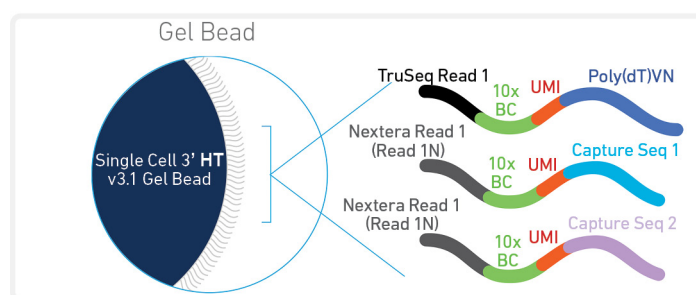 Gel Bead
Single Cell 3' HT
v3.1 Gel Bead
TruSeq Read 1
10x
BC
UMI
Poly(dT)VN
Nextera Read 1
(Read 1N)
10x
BC
UMI
Capture Seq 1
Nextera Read 1
(Read 1N)
10x
BC
UMI
Capture Seq 2